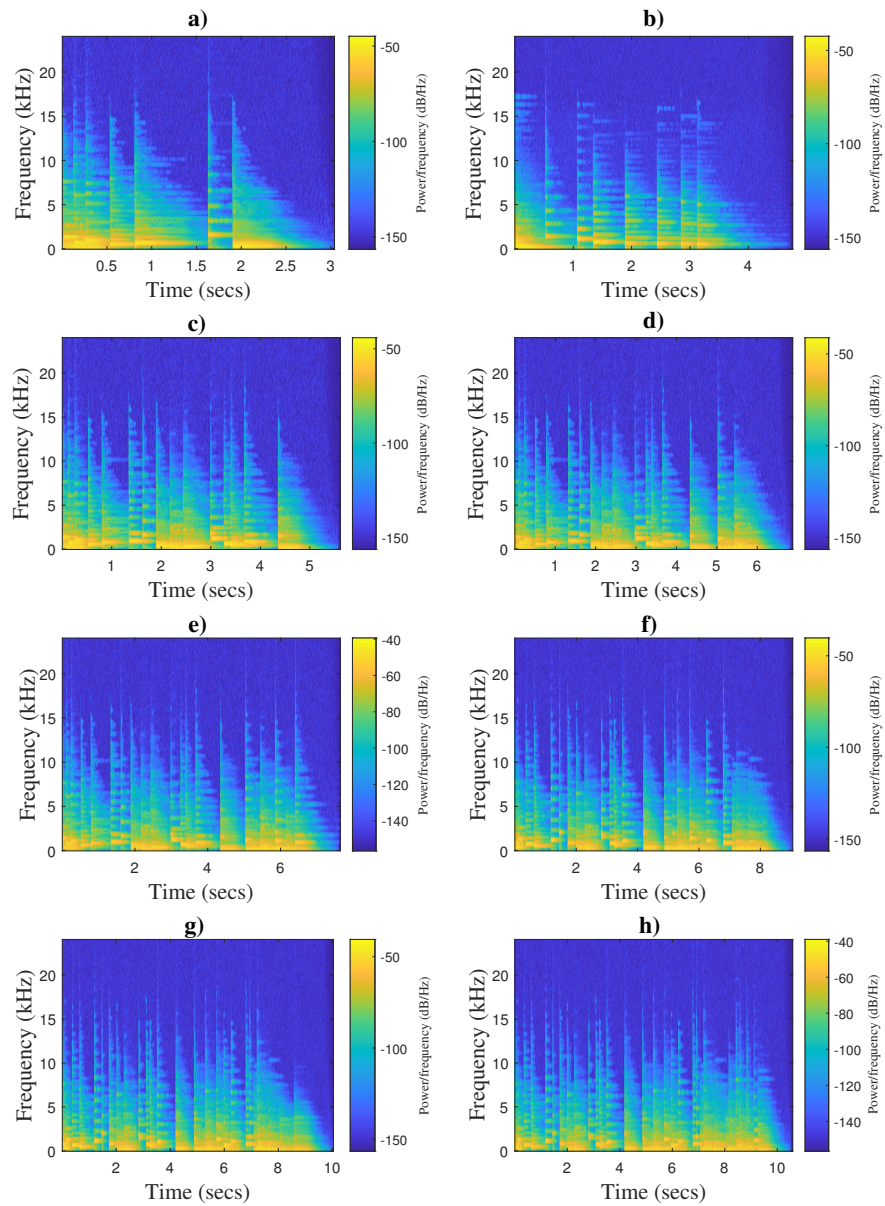 a)
Frequency (kHz)
20
15
10
5
0
0.5 1 1.5 2 2.5 3
Time (secs)
-50
-100
-150
Power/frequency (dB/Hz)
b)
Frequency (kHz)
20
15
10
5
0
1 2 3 4
Time (secs)
-50
-100
-150
Power/frequency (dB/Hz)
c)
Frequency (kHz)
20
15
10
5
0
1 2 3 4 5
Time (secs)
-50
-100
-150
Power/frequency (dB/Hz)
d)
Frequency (kHz)
20
15
10
5
0
1 2 3 4 5 6
Time (secs)
-50
-100
-150
Power/frequency (dB/Hz)
e)
Frequency (kHz)
20
15
10
5
0
2 4 6
Time (secs)
-40
-60
-80
-100
-120
-140
Power/frequency (dB/Hz)
f)
Frequency (kHz)
20
15
10
5
0
2 4 6 8
Time (secs)
-50
-100
-150
Power/frequency (dB/Hz)
g)
Frequency (kHz)
20
15
10
5
0
2 4 6 8 10
Time (secs)
-50
-100
-150
Power/frequency (dB/Hz)
h)
Frequency (kHz)
20
15
10
5
0
2 4 6 8 10
Time (secs)
-40
-60
-80
-100
-120
-140
Power/frequency (dB/Hz)